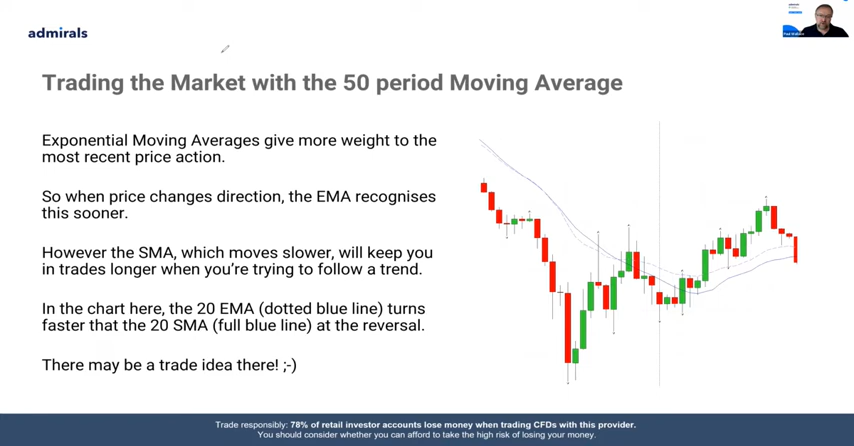 admirals
admirals
Paul Wallace
Trading the Market with the 50 period Moving Average
Exponential Moving Averages give more weight to the
most recent price action.
So when price changes direction, the EMA recognises
this sooner.
However the SMA, which moves slower, will keep you
in trades longer when you're trying to follow a trend.
In the chart here, the 20 EMA (dotted blue line) turns
faster that the 20 SMA (full blue line) at the reversal.
There may be a trade idea there! ;-)
Trade responsibly: 78% of retail investor accounts lose money when trading CFDs with this provider.
You should consider whether you can afford to take the high risk of losing your money.